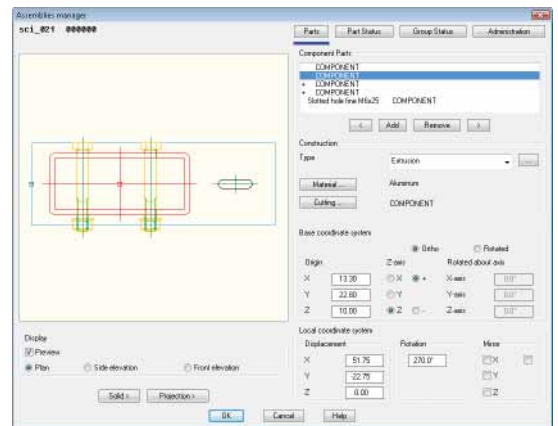 Assemblies manager
sci_021 000000
Parts Part Status Group Status Administration
Component Parts
COMPONENT
COMPONENT
+ COMPONENT
+ COMPONENT
Slotted hole fine M6x25 COMPONENT
< Add Remove >
Construction
Type Extrusion ...
Material ... Aluminum
Cutting ... COMPONENT
Base coordinate system
Ortho Rotated
Origin Z-axis Rotated about axis
X 13.30 X + X-axis 0.0°
Y 22.80 Y Y-axis 0.0°
Z 10.00 Z - Z-axis 0.0°
Local coordinate system
Displacement Rotation Mirror
X 51.75 270.0° X
Y -22.75 Y
Z 0.00 Z
Display
Preview
Plan Side elevation Front elevation
Solid > Projection >
OK Cancel Help